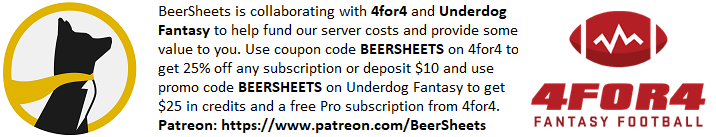 BeerSheets is collaborating with 4for4 and Underdog
Fantasy to help fund our server costs and provide some
value to you. Use coupon code BEERSHEETS on 4for4 to
get 25% off any subscription or deposit $10 and use
promo code BEERSHEETS on Underdog Fantasy to get
$25 in credits and a free Pro subscription from 4for4.
Patreon: https://www.patreon.com/BeerSheets
4FOR4
FANTASY FOOTBALL